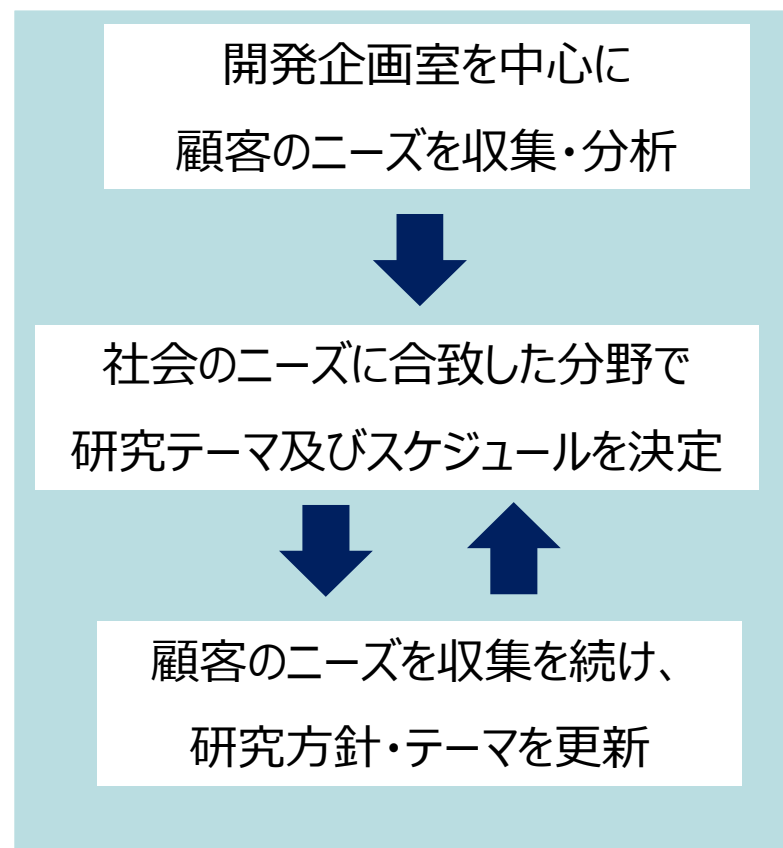 開発企画室を中心に
顧客のニーズを収集・分析
社会のニーズに合致した分野で
研究テーマ及びスケジュールを決定
顧客のニーズを収集を続け、
研究方針・テーマを更新